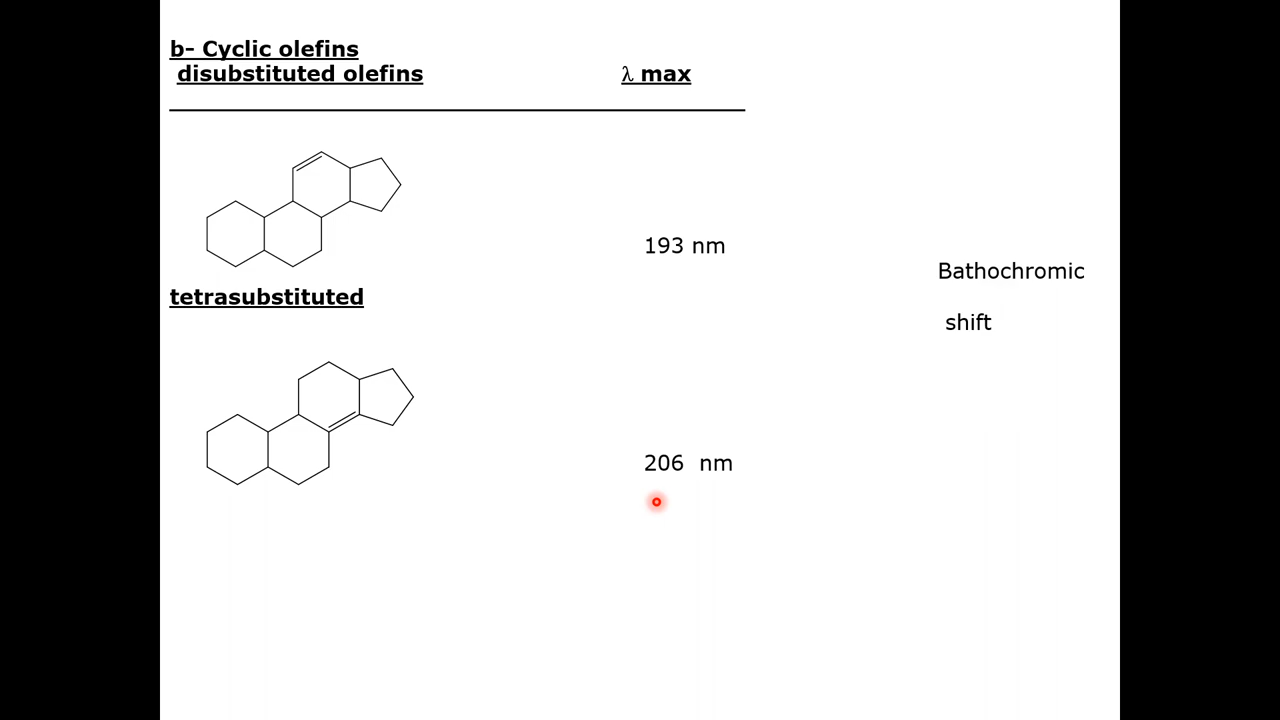 b- Cyclic olefins
disubstituted olefins
λ max
193 nm
Bathochromic
shift
tetrasubstituted
206 nm